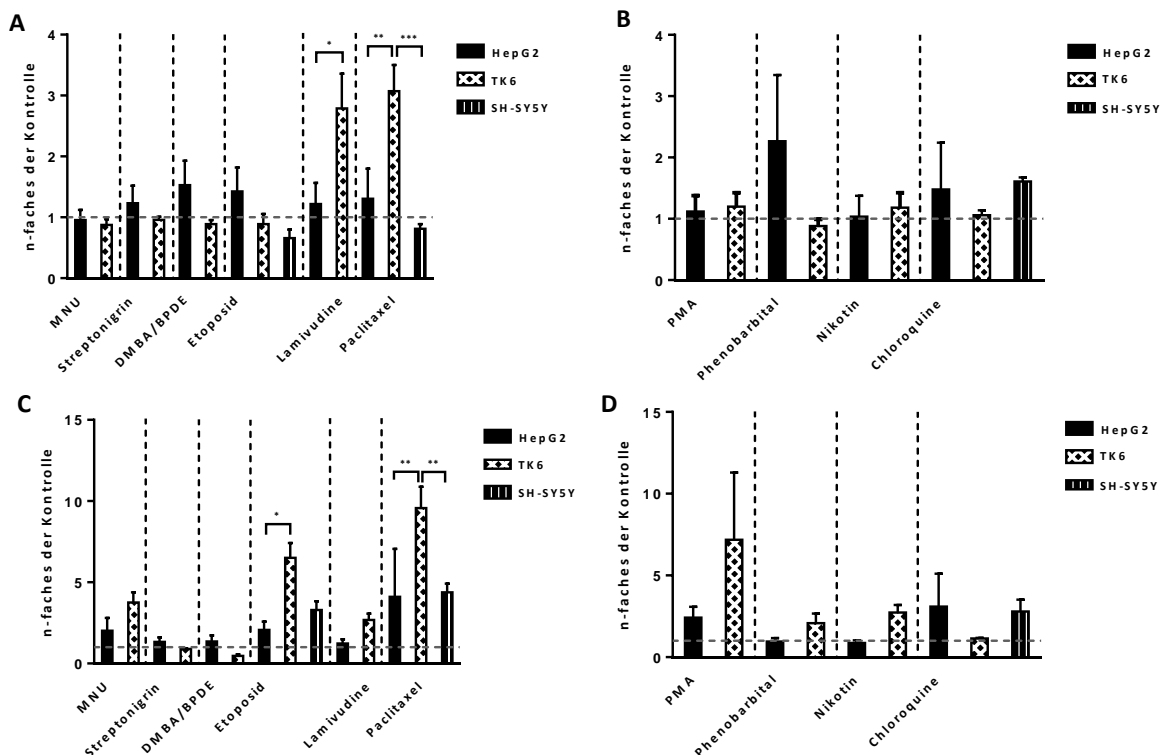 A
n-faches der Kontrolle
4
3
2
1
0
* ** ***
HepG2
TK6
SH-SY5Y
MNU
Streptonigrin
DMBA/BPDE
Etoposid
Lamivudine
Paclitaxel
B
n-faches der Kontrolle
4
3
2
1
0
HepG2
TK6
SH-SY5Y
PMA
Phenobarbital
Nikotin
Chloroquine
C
n-faches der Kontrolle
15
10
5
0
* ** **
HepG2
TK6
SH-SY5Y
MNU
Streptonigrin
DMBA/BPDE
Etoposid
Lamivudine
Paclitaxel
D
n-faches der Kontrolle
15
10
5
0
HepG2
TK6
SH-SY5Y
PMA
Phenobarbital
Nikotin
Chloroquine